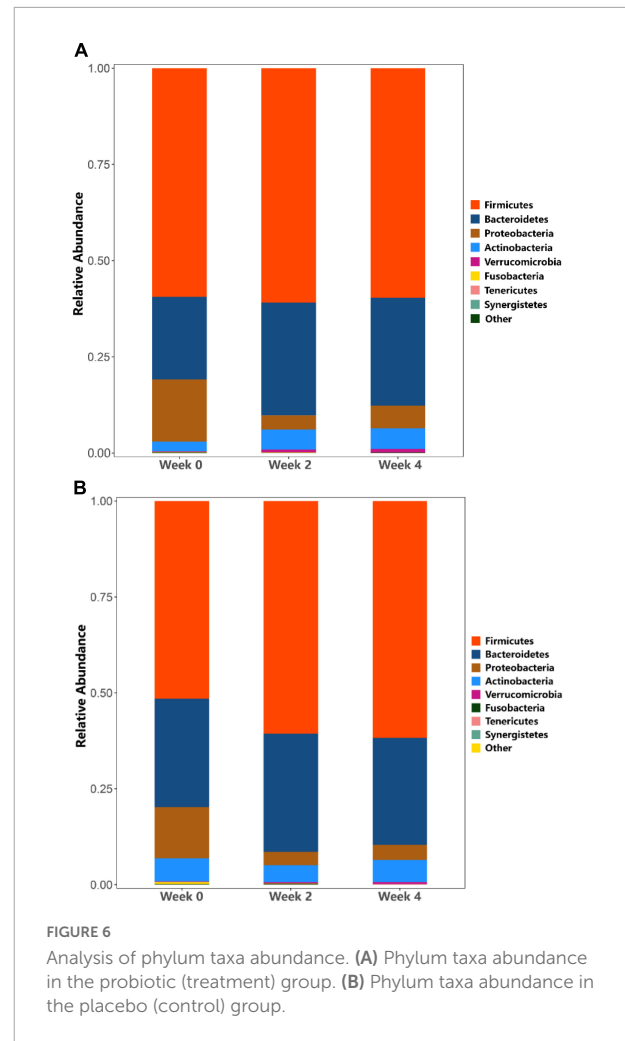 A
1.00
0.75
0.50
0.25
0.00
Relative Abundance
Week 0
Week 2
Week 4
Firmicutes
Bacteroidetes
Proteobacteria
Actinobacteria
Verrucomicrobia
Fusobacteria
Tenericutes
Synergistetes
Other
B
1.00
0.75
0.50
0.25
0.00
Relative Abundance
Week 0
Week 2
Week 4
Firmicutes
Bacteroidetes
Proteobacteria
Actinobacteria
Verrucomicrobia
Fusobacteria
Tenericutes
Synergistetes
Other
FIGURE 6
Analysis of phylum taxa abundance. (A) Phylum taxa abundance
in the probiotic (treatment) group. (B) Phylum taxa abundance in
the placebo (control) group.